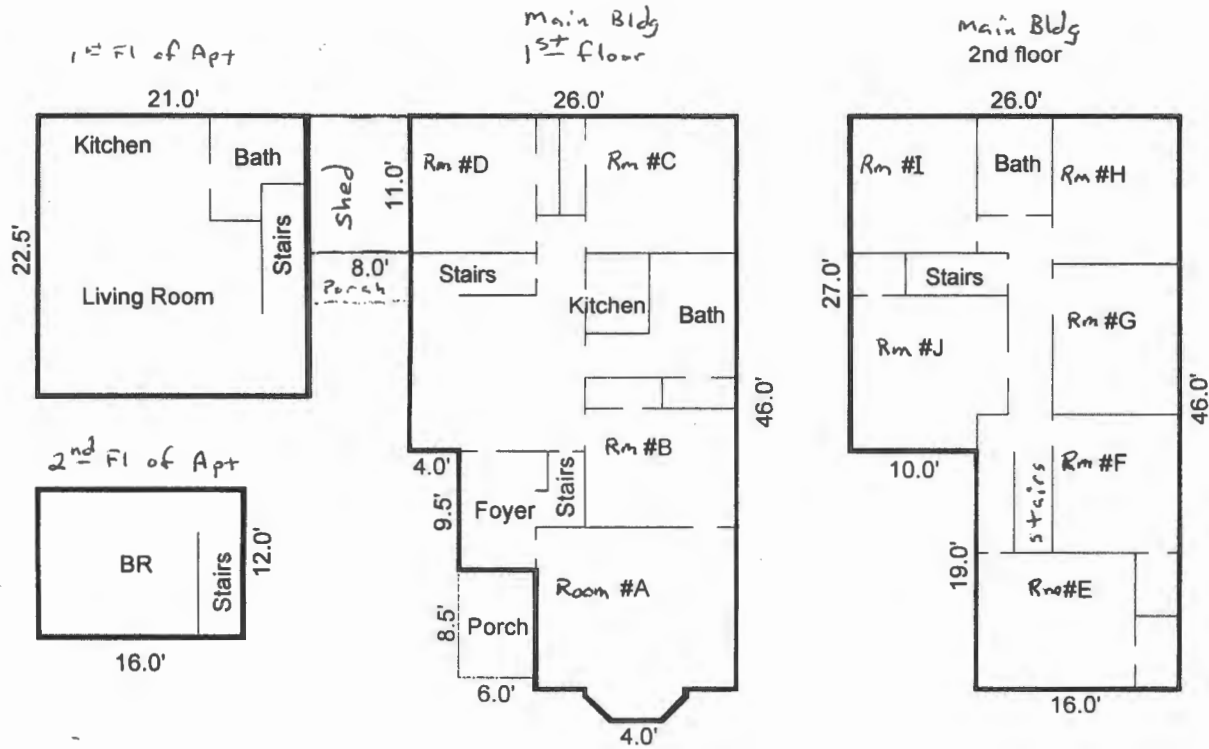 1st Fl of Apt
21.0'
Kitchen
Bath
Stairs
22.5'
Living Room
Shed
11.0'
8.0'
Porch
2nd Fl of Apt
BR
Stairs
12.0'
16.0'
Main Bldg
1st floor
26.0'
Rm #D
Rm #C
Stairs
Kitchen
Bath
46.0'
Rm #B
4.0'
9.5'
Foyer
Stairs
Room #A
8.5'
Porch
6.0'
4.0'
Main Bldg
2nd floor
26.0'
Rm #I
Bath
Rm #H
27.0'
Stairs
Rm #G
Rm #J
46.0'
10.0'
Rm #F
stairs
19.0'
Rm #E
16.0'